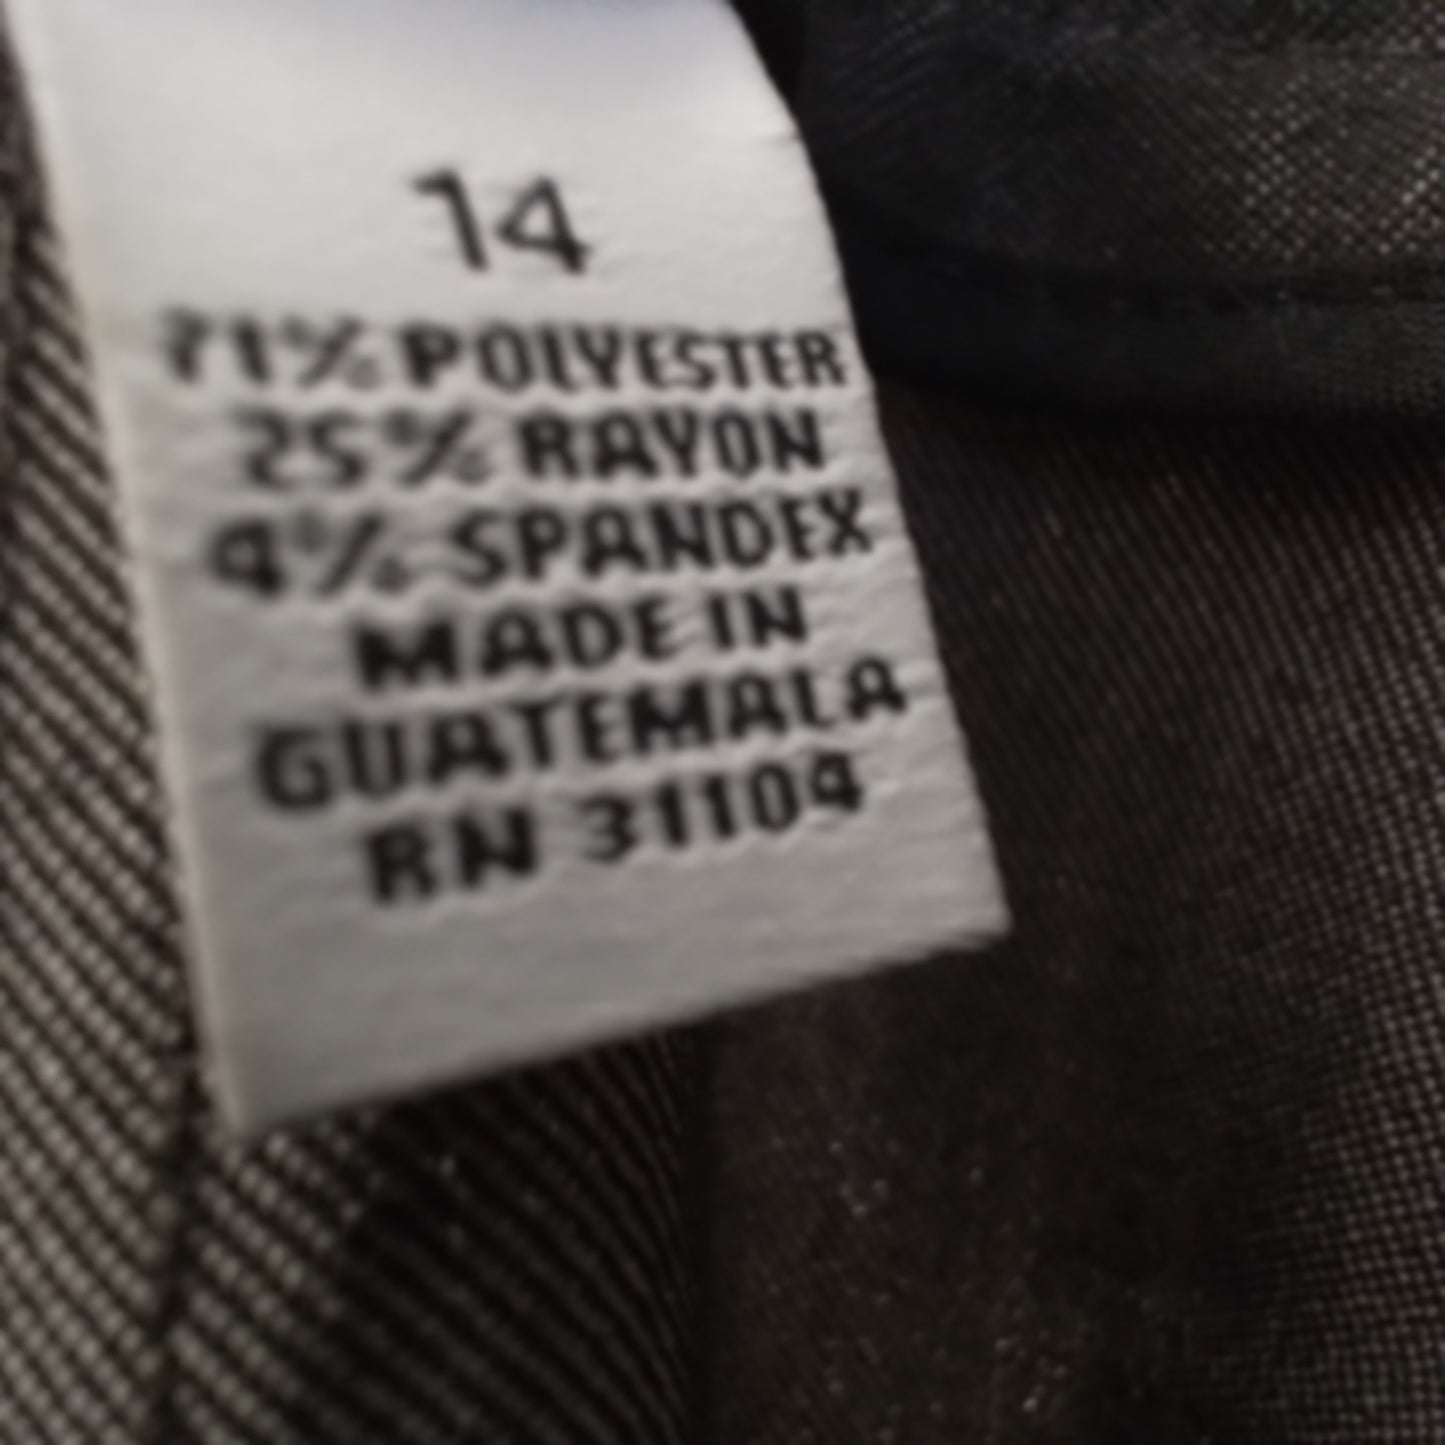 14
71% POLYESTER
25% RAYON
4% SPANDEX
MADE IN
GUATEMALA
RN 31104